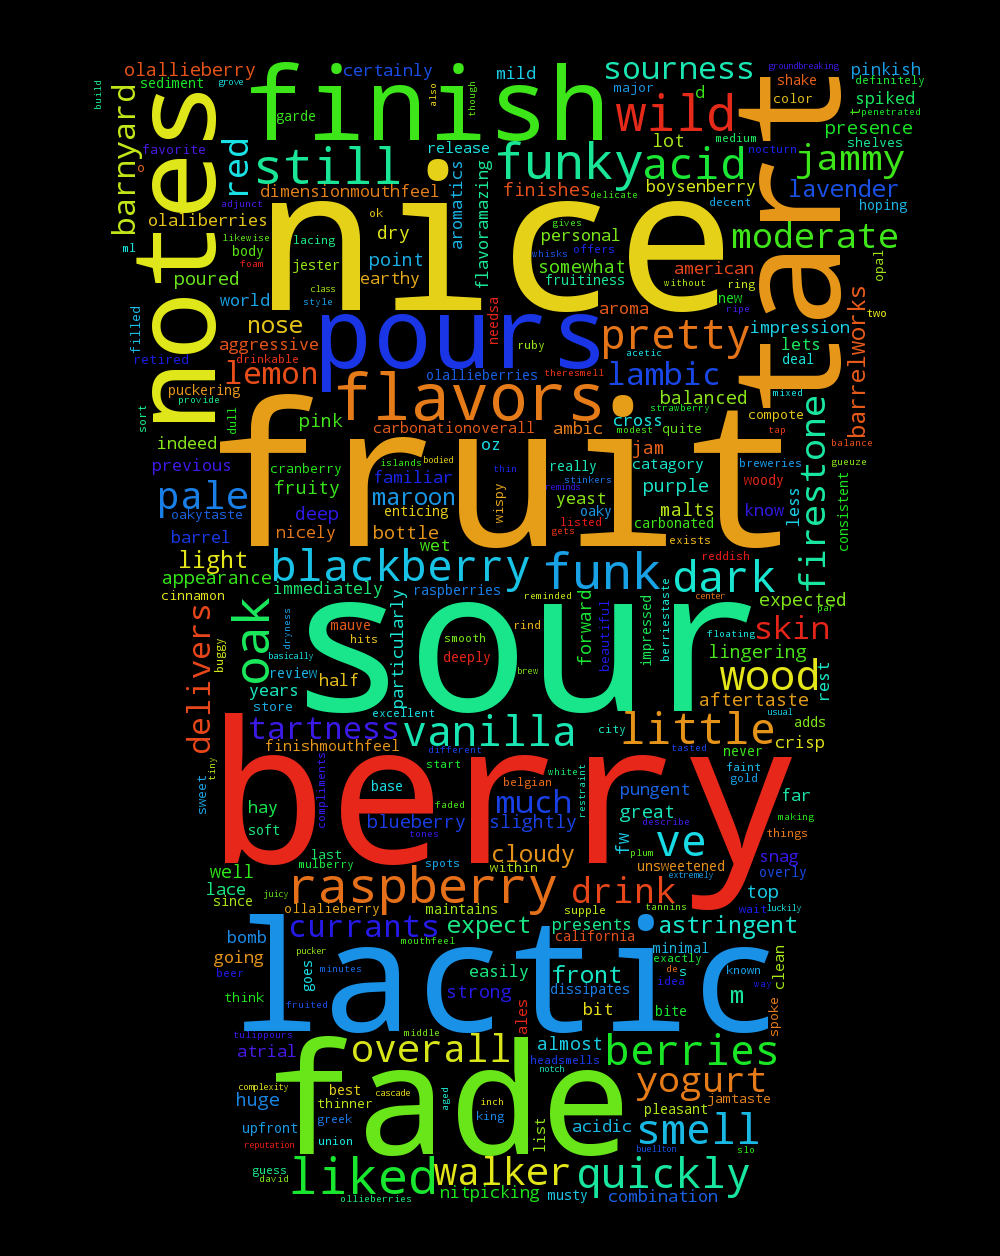 groundbreaking
olallieberry
certainly
mild
sourness
pinkish
sediment
grove
finish
also
though
major
d
shake
definitely
build
barnyard
notes
garde
wild
color
spiked
penetrated
tart
presence
favorite
red
still
release
funky
acid
lot
medium
nocturn
shelves
jammy
o
dimensionmouthfeel
aromatics
flavoramazing
finishes
delicate
boysenberry
lavender
adjunct
nice
decent
hoping
olaliberries
ok
dry
gives
personal
moderate
likewise
lacing
ml
body
whisks
offers
somewhat
foam
jester
point
american
opal
poured
class
earthy
fruitiness
without
ring
world
style
needsa
aroma
new
ripe
filled
nose
pours
ruby
pretty
impression
two
aggressive
acetic
lets
barrelworks
retired
drinkable
lemon
theresmell
lambic
deal
puckering
flavors
olallieberries
balanced
mixed
provide
strawberry
compote
sort
dull
pink
carbonationoverall
ambic
cross
modest
quite
tap
firestone
indeed
oz
jam
balance
previous
cranberry
fruit
islands
bodied
thin
really
stinkers
catagory
breweries
gueuze
pale
fruity
familiar
maroon
wispy
reminds
yeast
oaky
purple
woody
less
consistent
oakytaste
deep
enticing
listed
malts
know
barrel
nicely
bottle
wet
gets
carbonated
exists
light
blackberry
funk
reddish
dark
appearance
immediately
raspberries
cinnamon
reminded
center
expected
par
oak
mauve
particularly
rind
forward
beautiful
impressed
berriestaste
floating
skin
delivers
buggy
dryness
hits
smooth
sour
basically
deeply
lingering
review
half
brew
wood
rest
years
aftertaste
store
excellent
usual
tartness
vanilla
city
little
adds
finishmouthfeel
different
tasted
never
crisp
tiny
start
berry
white
restraint
faint
sweet
compliments
base
belgian
gold
pungent
far
hay
faded
much
great
making
soft
blueberry
tones
slightly
fw
describe
things
ve
last
cloudy
plum
snag
mulberry
spots
within
unsweetened
well
extremely
overly
lace
juicy
raspberry
drink
top
since
ollalieberry
maintains
supple
tannins
wait
luckily
currants
expect
presents
astringent
bomb
mouthfeel
california
minimal
pucker
lactic
going
goes
minutes
easily
front
exactly
de
s
known
clean
beer
idea
way
think
fruited
strong
dissipates
m
bit
bite
ales
spoke
tulippours
middle
atrial
overall
almost
berries
headsmells
fade
notch
complexity
best
cascade
aged
yogurt
huge
thinner
inch
jamtaste
greek
king
pleasant
upfront
list
acidic
smell
reputation
union
buellton
slo
guess
david
liked
walker
quickly
ollieberries
nitpicking
musty
combination